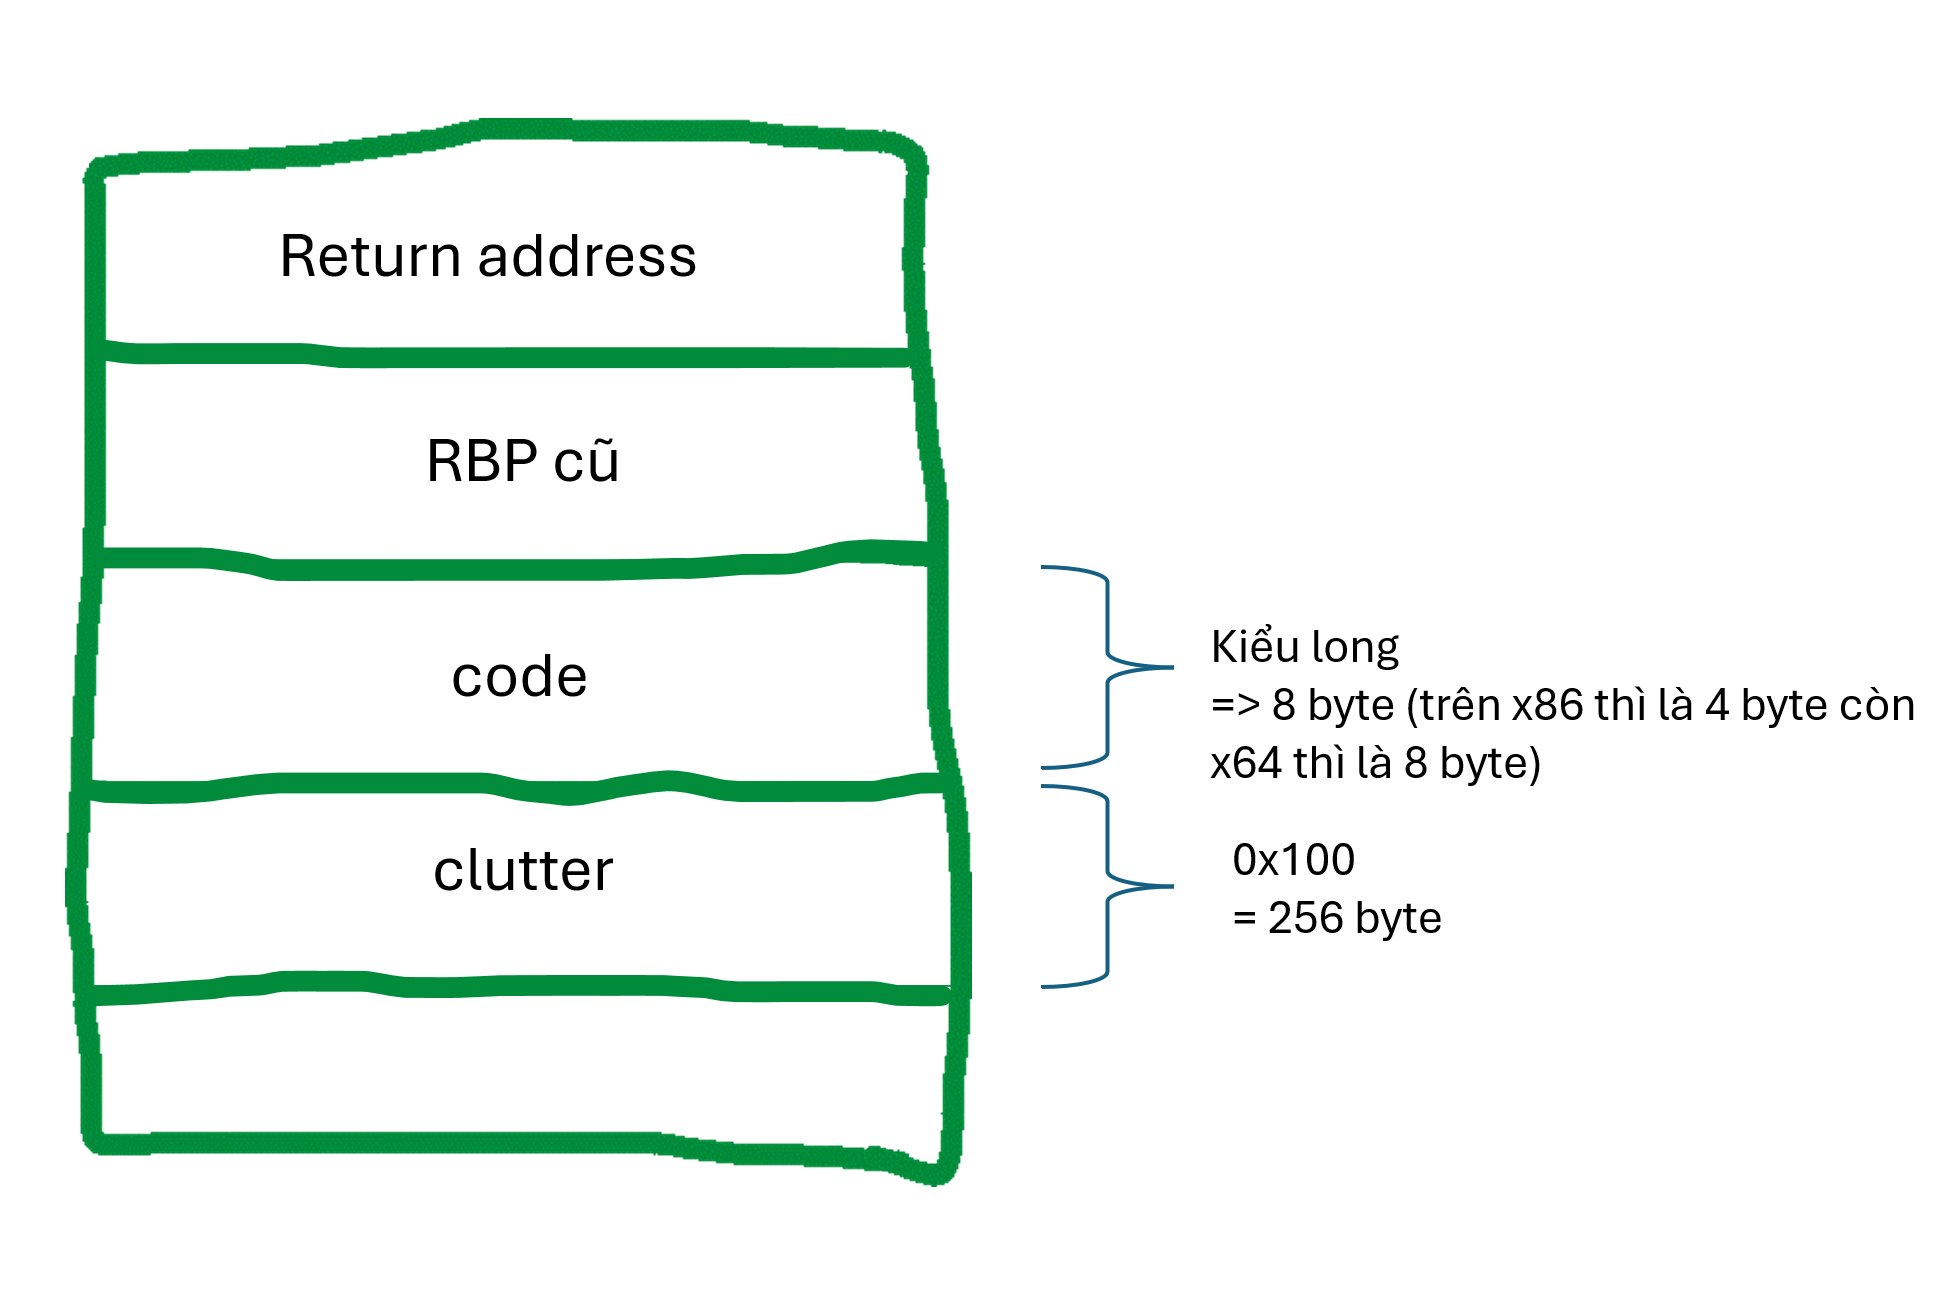 Return address
RBP cũ
code
Kiểu long
=> 8 byte (trên x86 thì là 4 byte còn
x64 thì là 8 byte)
clutter
0x100
= 256 byte